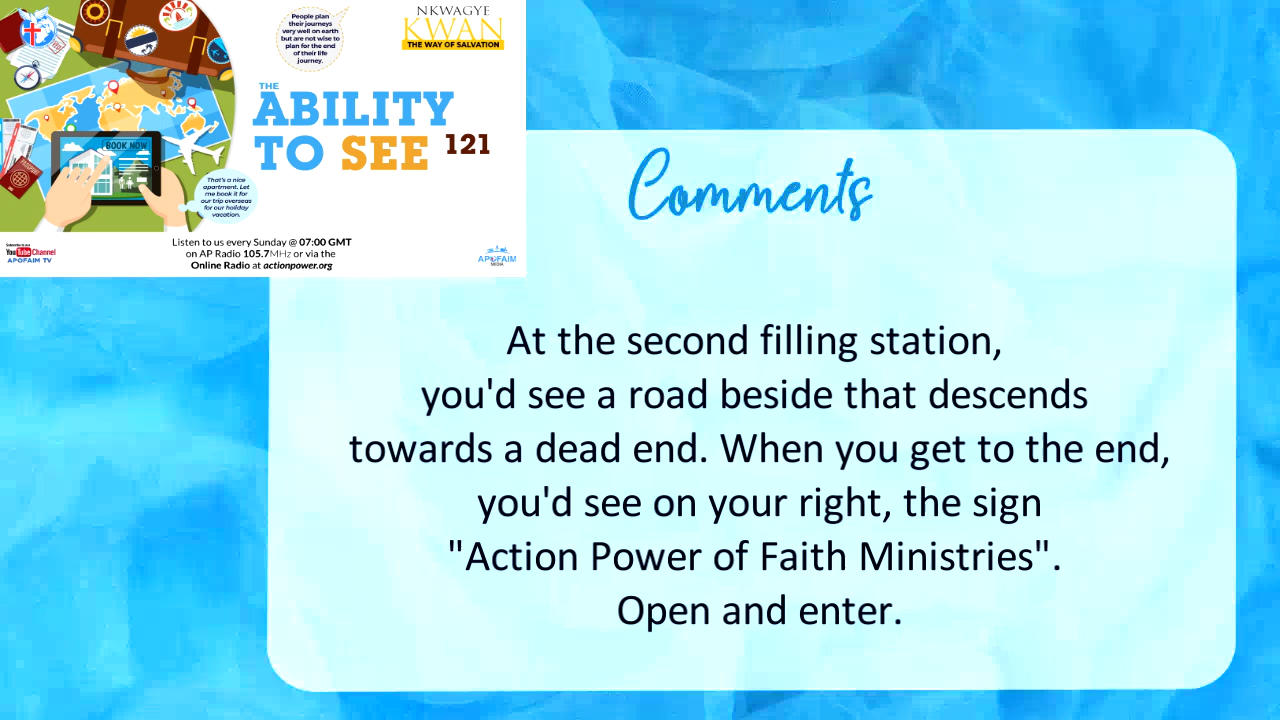 People plan
their journeys
very well on earth
but are not wise to
plan for the end
of their life
journey.
NKWAGYE
KWAN
THE WAY OF SALVATION
THE
ABILITY
TO SEE 121
BOOK NOW
That's a nice
apartment. Let
me book it for
our trip overseas
for our holiday
vacation.
Listen to us every Sunday @ 07:00 GMT
on AP Radio 105.7MHz or via the
Online Radio at actionpower.org
YouTube Channel
APOFAIM TV
APOFAIM
MEDIA
Comments
At the second filling station,
you'd see a road beside that descends
towards a dead end. When you get to the end,
you'd see on your right, the sign
"Action Power of Faith Ministries".
Open and enter.